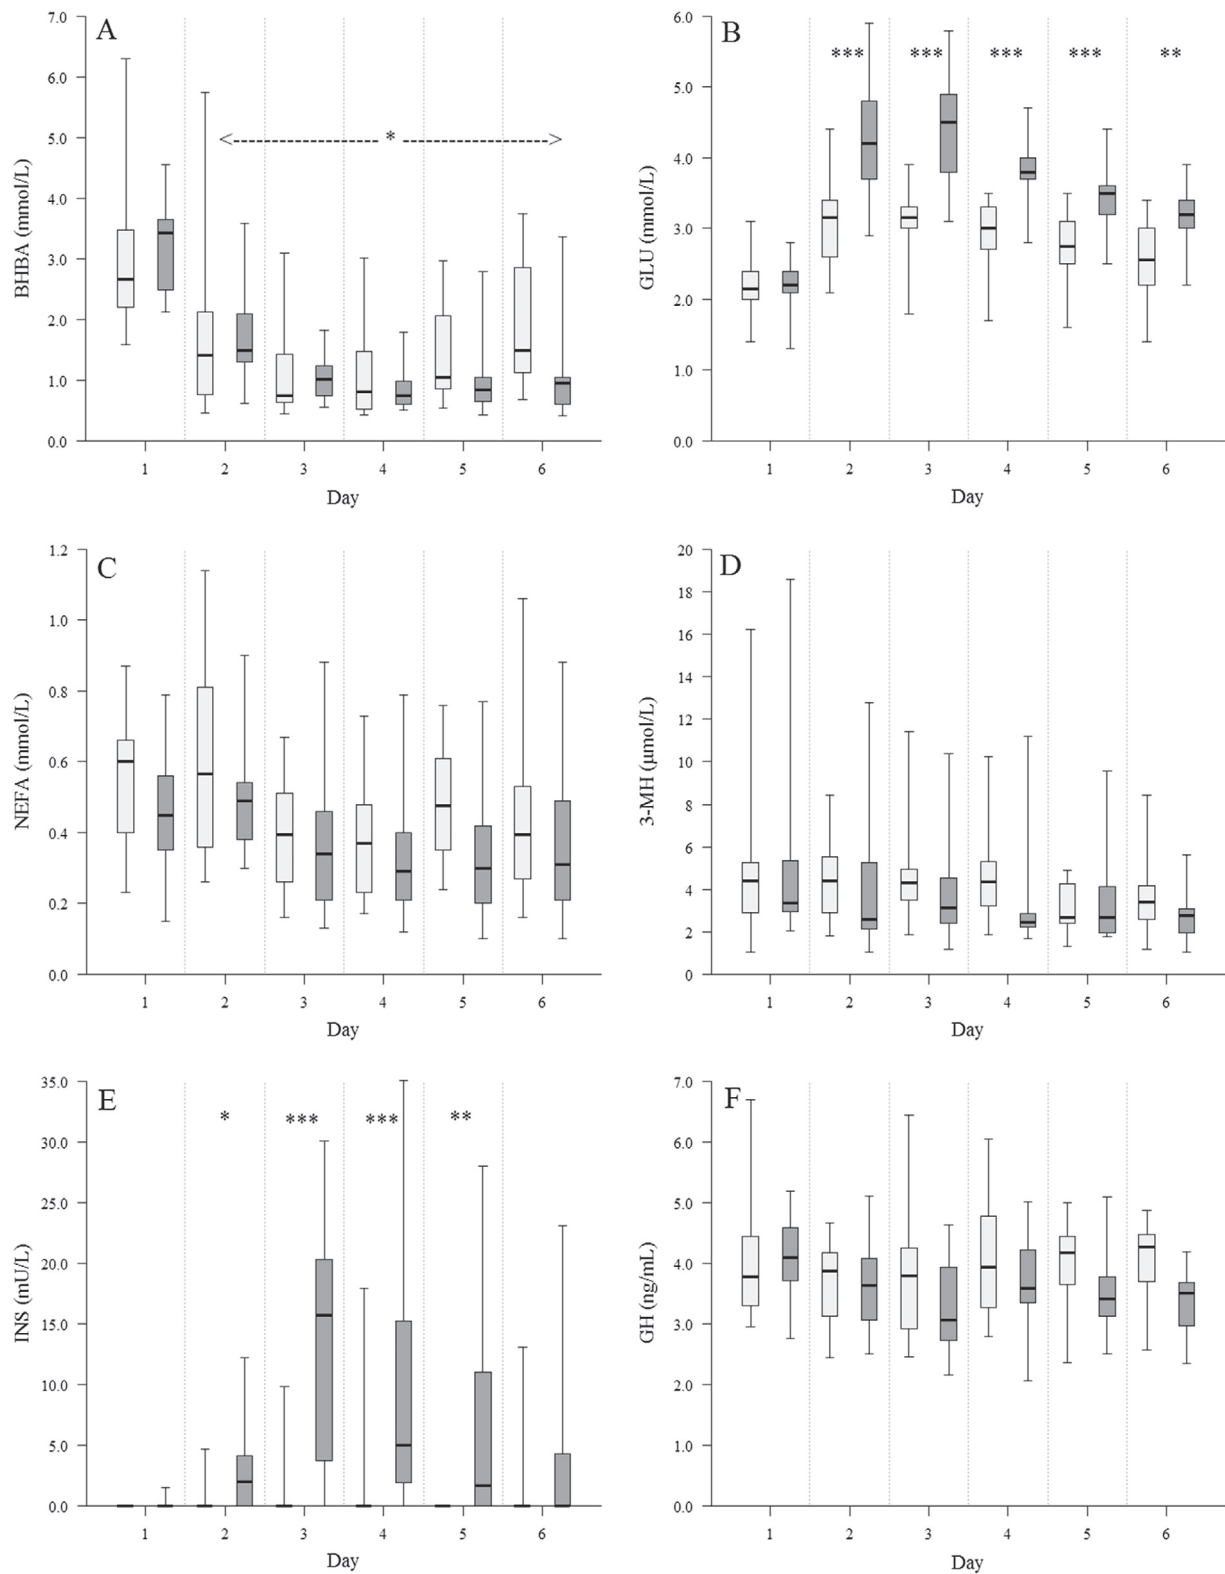 A
BHBA (mmol/L)
7.0
6.0
5.0
4.0
3.0
2.0
1.0
0.0
<---------------- * ---------------->
1 2 3 4 5 6
Day
B
GLU (mmol/L)
6.0
5.0
4.0
3.0
2.0
1.0
0.0
*** *** *** *** **
1 2 3 4 5 6
Day
C
NEFA (mmol/L)
1.2
1.0
0.8
0.6
0.4
0.2
0.0
1 2 3 4 5 6
Day
D
3-MH (µmol/L)
20
18
16
14
12
10
8
6
4
2
0
1 2 3 4 5 6
Day
E
INS (mU/L)
35.0
30.0
25.0
20.0
15.0
10.0
5.0
0.0
* *** *** **
1 2 3 4 5 6
Day
F
GH (ng/mL)
7.0
6.0
5.0
4.0
3.0
2.0
1.0
0.0
1 2 3 4 5 6
Day